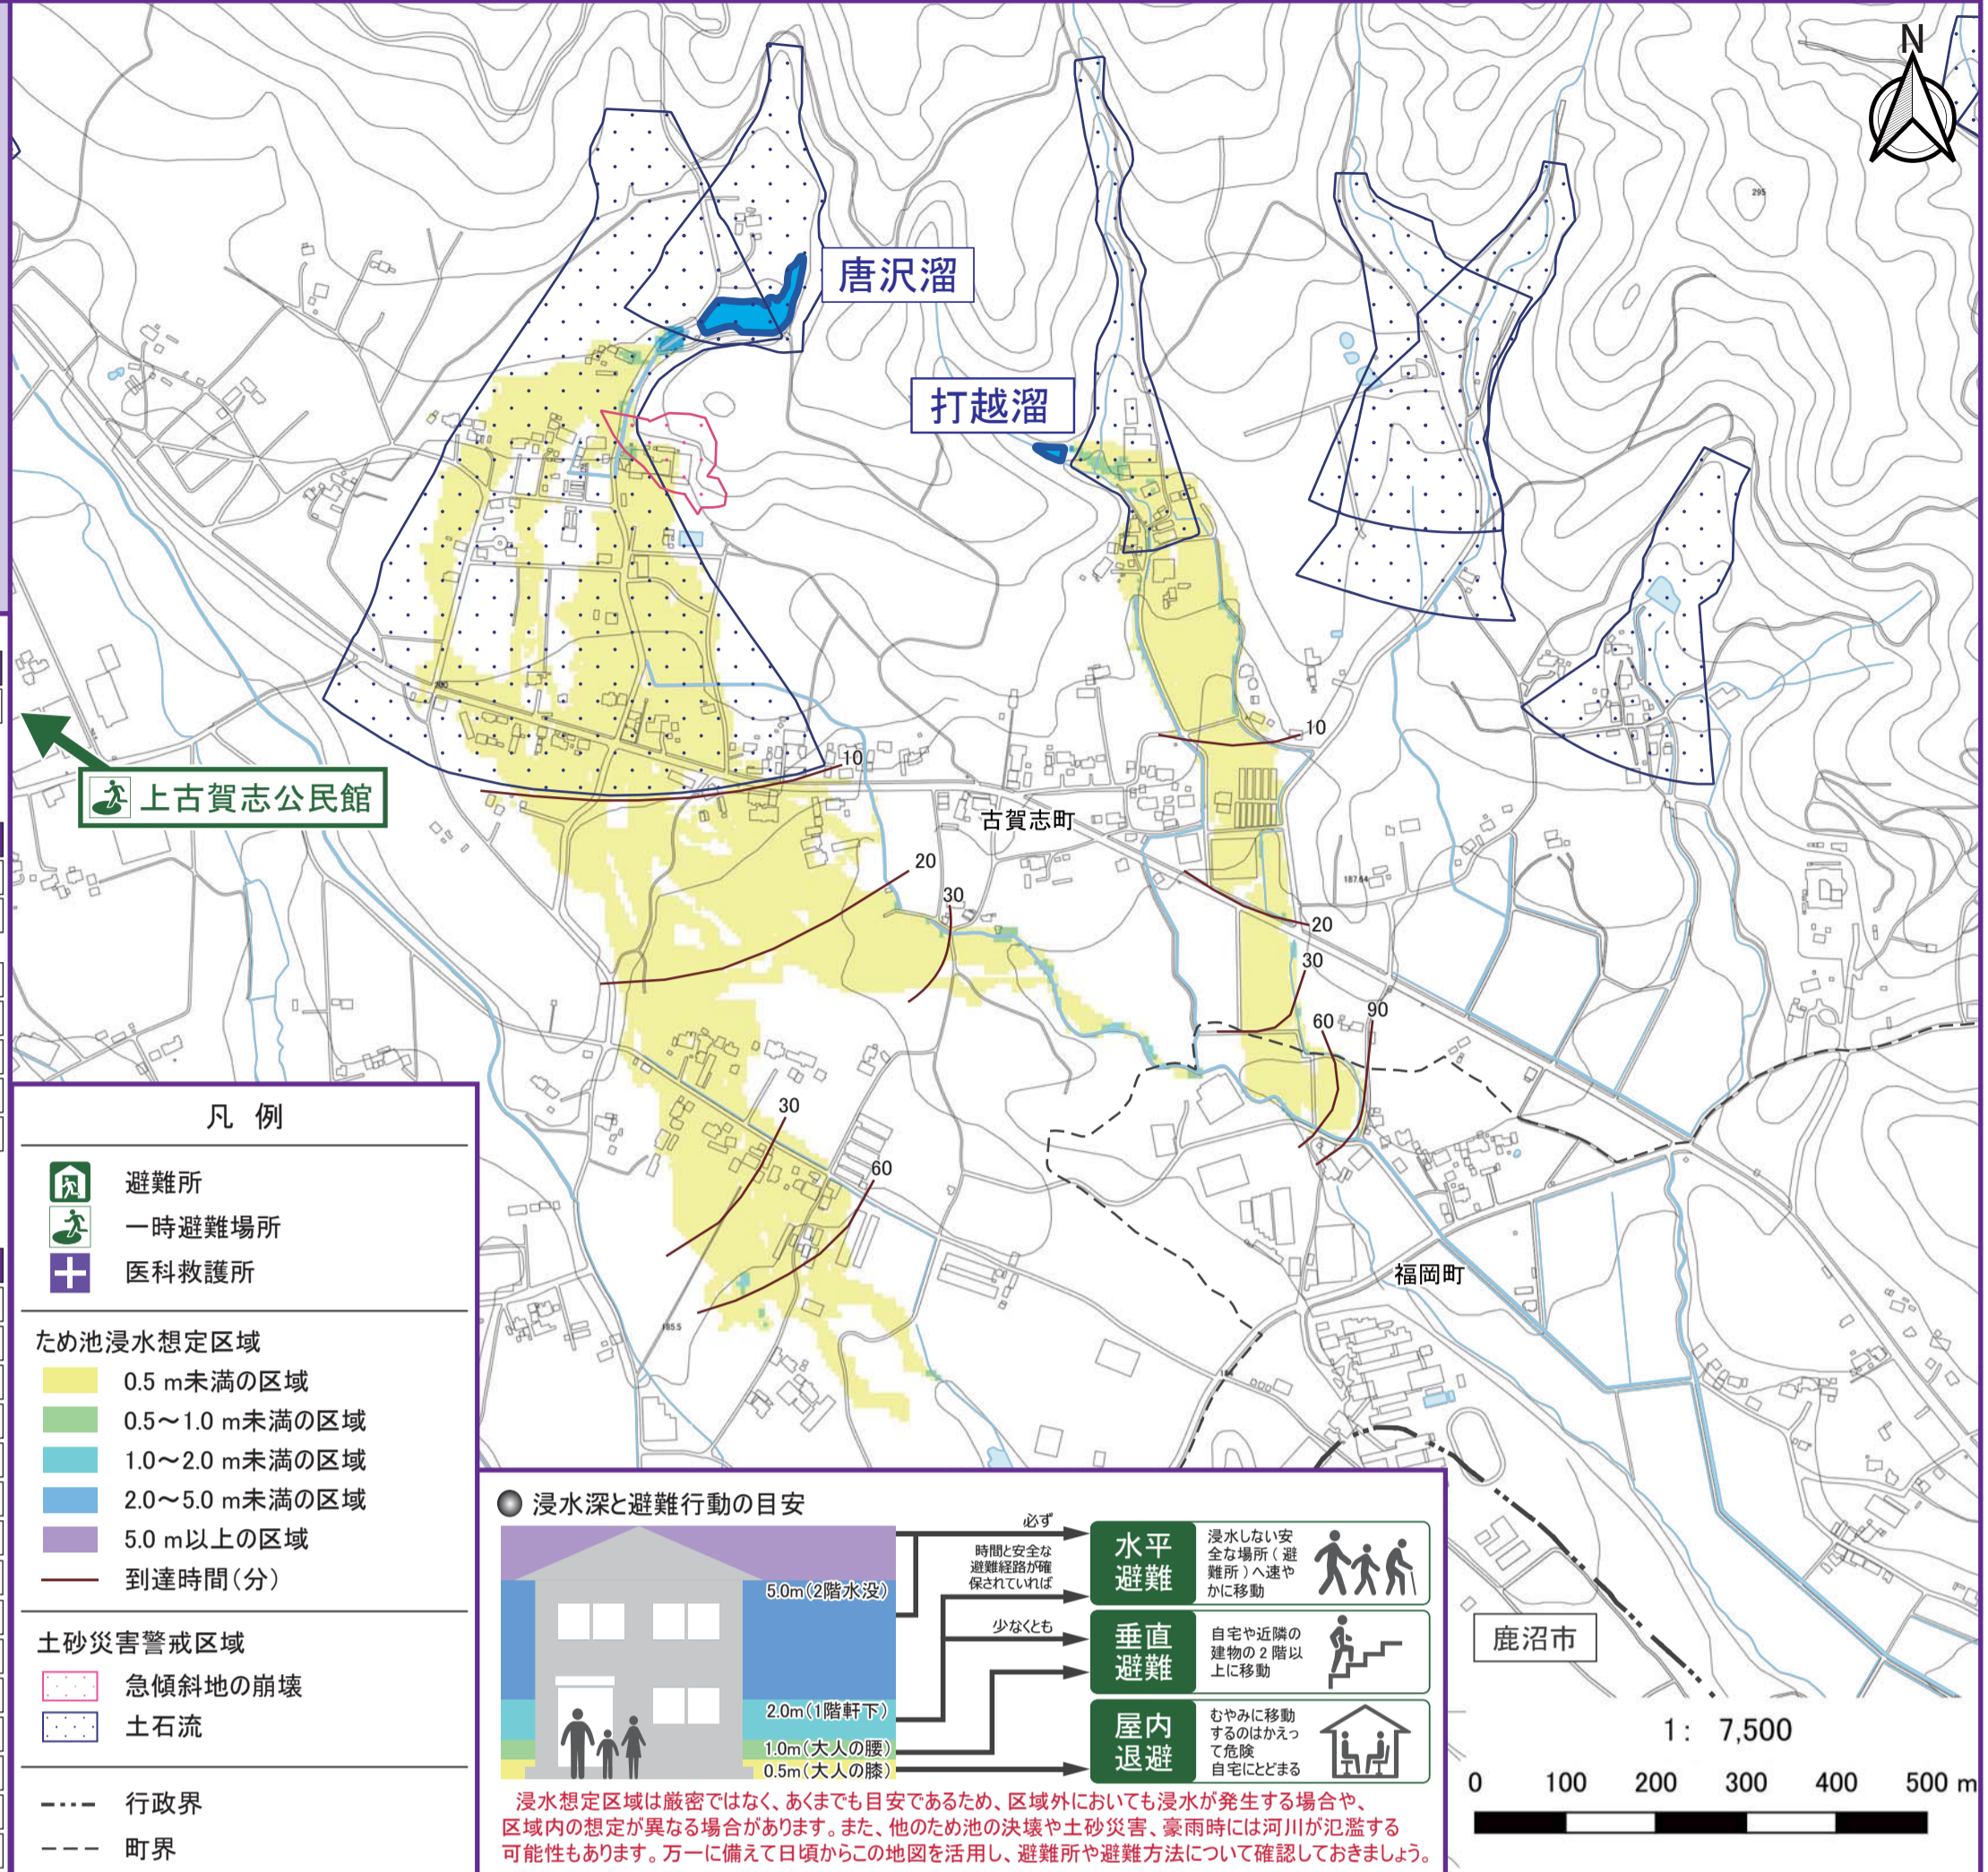 N
295
唐沢溜
打越溜
200
10
10
上古賀志公民館
古賀志町
20
187.64
30
20
30
60
90
30
60
福岡町
185.5
184
凡 例
避難所
一時避難場所
医科救護所
ため池浸水想定区域
0.5 m未満の区域
0.5～1.0 m未満の区域
1.0～2.0 m未満の区域
2.0～5.0 m未満の区域
5.0 m以上の区域
到達時間(分)
土砂災害警戒区域
急傾斜地の崩壊
土石流
行政界
町界
浸水深と避難行動の目安
5.0m(2階水没)
2.0m(1階軒下)
1.0m(大人の腰)
0.5m(大人の膝)
必ず
時間と安全な
避難経路が確
保されていれば
少なくとも
水平
避難
浸水しない安
全な場所(避
難所)へ速や
かに移動
垂直
避難
自宅や近隣の
建物の2階以
上に移動
屋内
退避
むやみに移動
するのはかえっ
て危険
自宅にとどまる
浸水想定区域は厳密ではなく、あくまでも目安であるため、区域外においても浸水が発生する場合や、
区域内の想定が異なる場合があります。また、他のため池の決壊や土砂災害、豪雨時には河川が氾濫する
可能性もあります。万一に備えて日頃からこの地図を活用し、避難所や避難方法について確認しておきましょう。
鹿沼市
1: 7,500
0 100 200 300 400 500 m